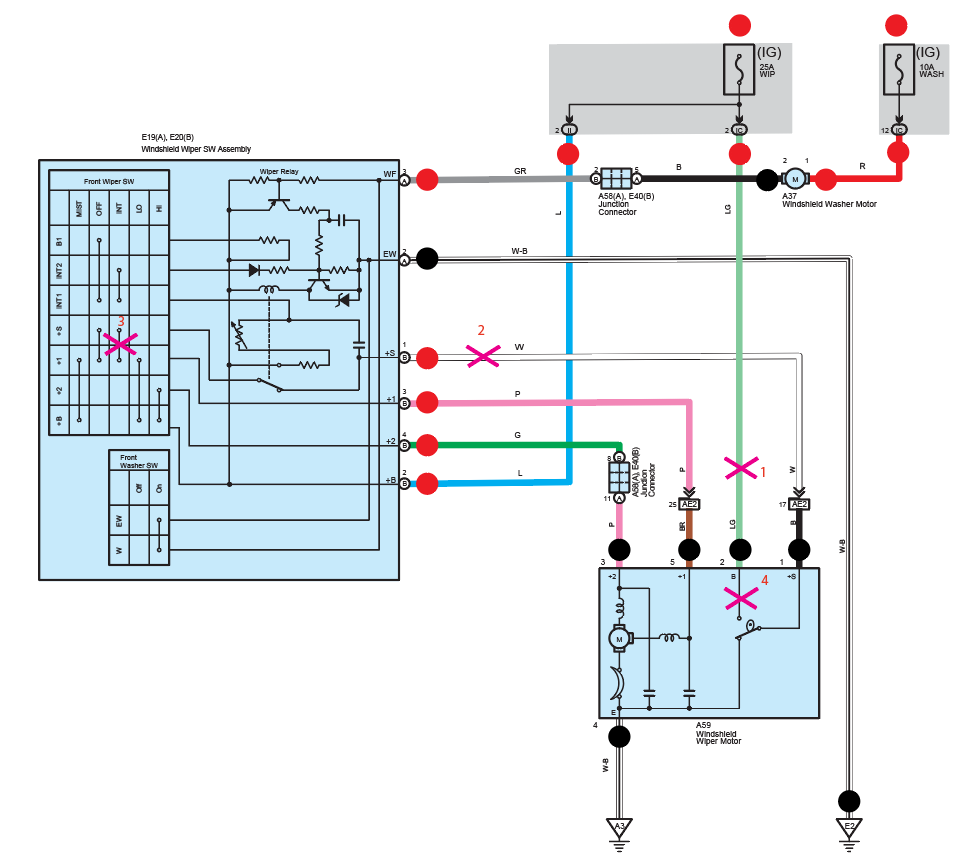 (IG)
25A
WIP
(IG)
10A
WASH
2
II
2
IC
12
IC
E19(A), E20(B)
Windshield Wiper SW Assembly
Front Wiper SW
MIST
OFF
INT
LO
HI
B1
INT2
INT1
+S
+1
+2
+B
3
Wiper Relay
WF
3
A
GR
2
B
5
A
B
2
M
1
R
A58(A), E40(B)
Junction
Connector
A37
Windshield Washer Motor
EW
2
A
W-B
L
LG
+S
1
B
2
W
+1
3
B
P
+2
4
B
G
+B
2
B
L
8
B
A58(A), E40(B)
Junction
Connector
11
A
P
P
25
AE2
BR
1
LG
W
17
AE2
B
W-B
Front
Washer SW
Off
On
EW
W
3
5
2
1
+2
+1
B
+S
4
M
E
4
A59
Windshield
Wiper Motor
W-B
A3
E2